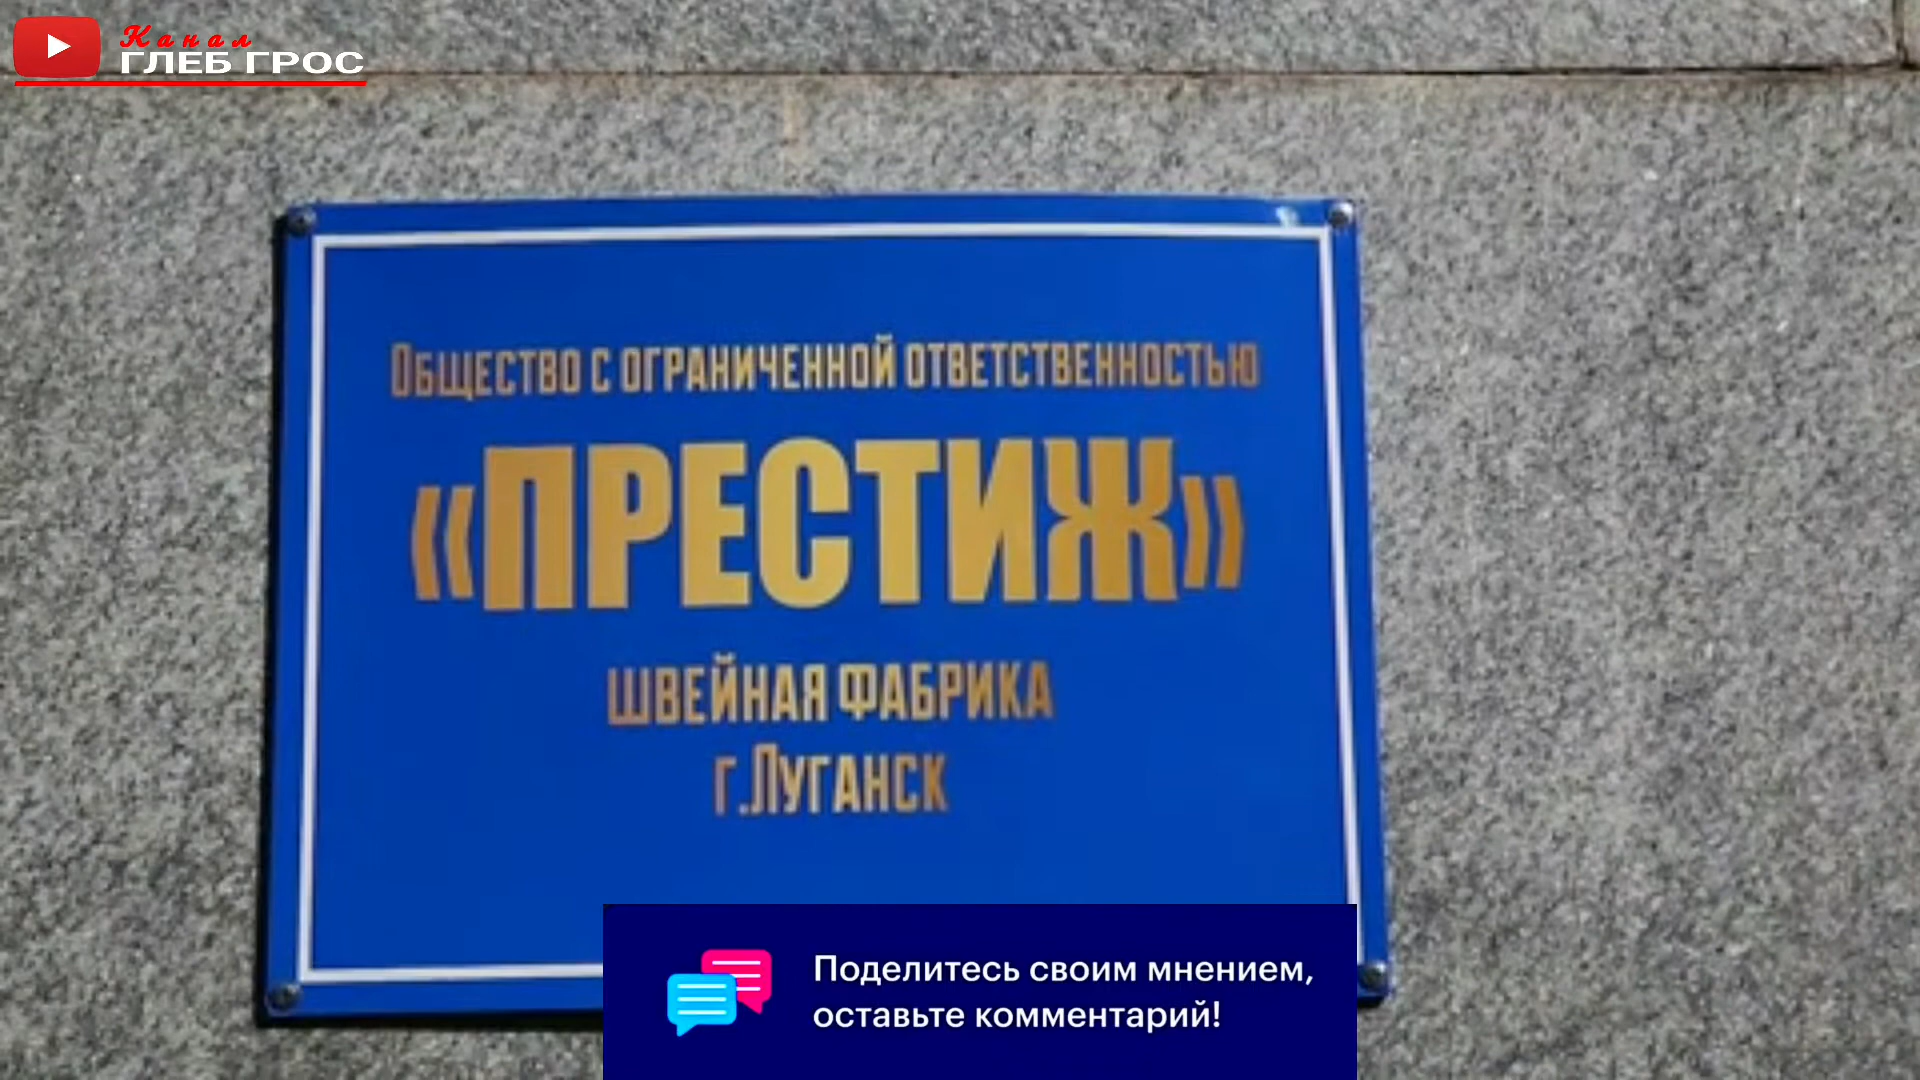 Канал
ГЛЕБ ГРОС
Общество с ограниченной ответственностью
«ПРЕСТИЖ»
ШВЕЙНАЯ ФАБРИКА
г.Луганск
Поделитесь своим мнением,
оставьте комментарий!